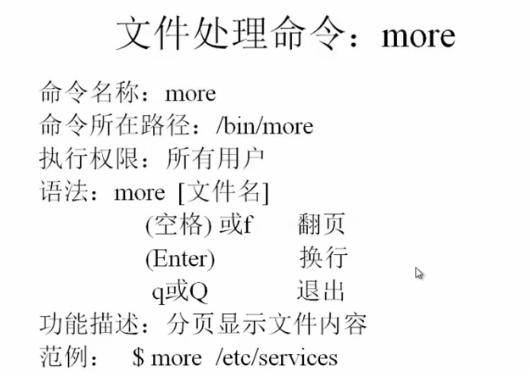 文件处理命令：more
命令名称：more
命令所在路径：/bin/more
执行权限：所有用户
语法：more [文件名]
(空格) 或f 翻页
(Enter) 换行
q或Q 退出
功能描述：分页显示文件内容
范例： $ more /etc/services